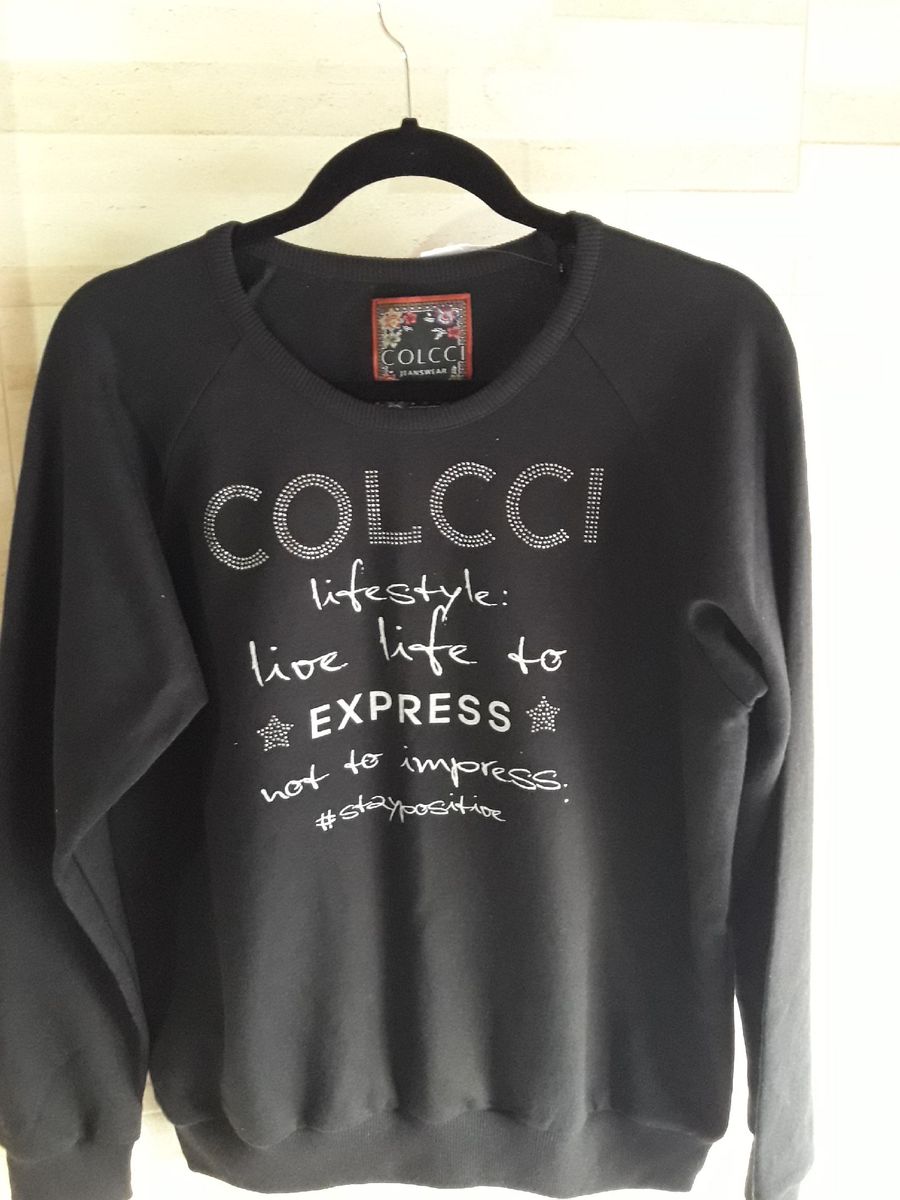 COLCCI
JEANSWEAR
COLCCI
lifestyle:
live life to
EXPRESS
not to impress.
#staypositive